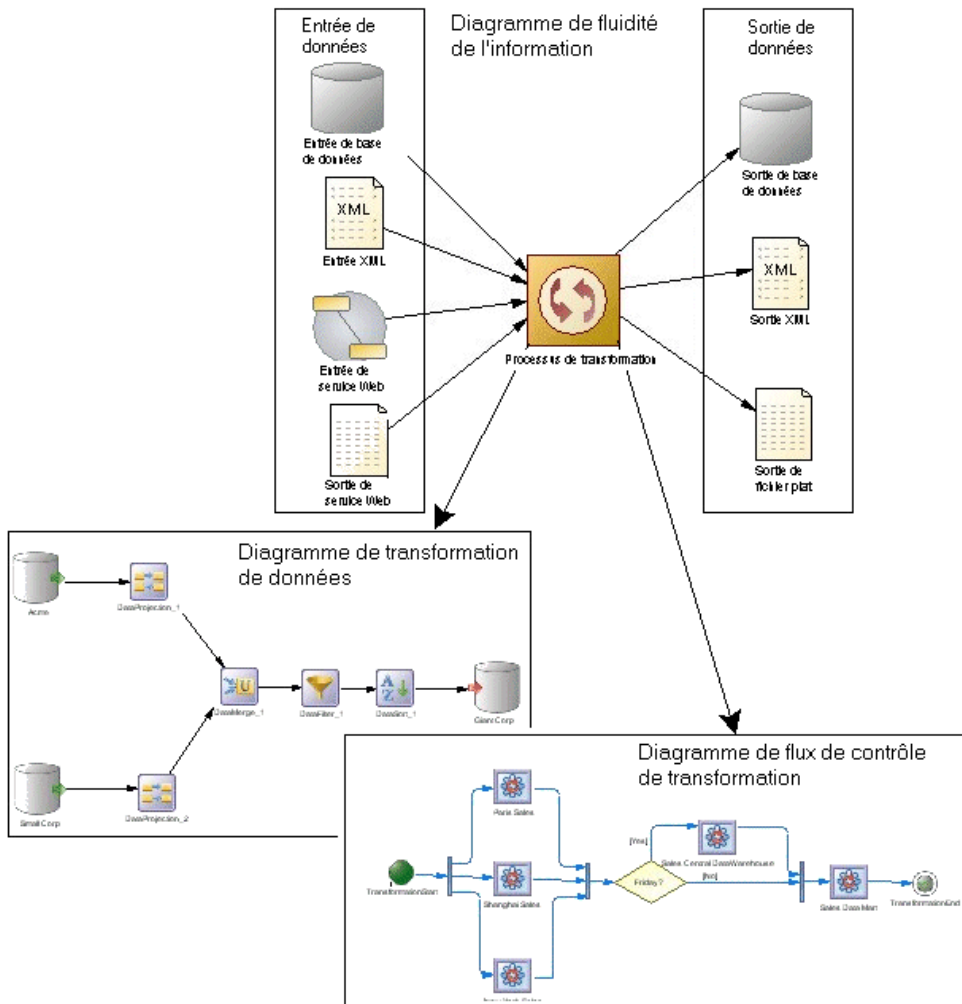 Entrée de
données
Diagramme de fluidité
de l'information
Sortie de
données
Entrée de base
de données
XML
Entrée XML
Entrée de
service Web
Sortie de
service Web
Processus de transformation
Sortie de base
de données
XML
Sortie XML
Sortie de
fichier plat
Diagramme de transformation
de données
Acme
DataProjection_1
U
DataMerge_1
DataFilter_1
A
Z
DataSort_1
GiantCorp
SmallCorp
DataProjection_2
Diagramme de flux de contrôle
de transformation
TransformationStart
Paris Sales
Shanghai Sales
Friday?
[Yes]
Sales Central DataWarehouse
[No]
Sales Data Mart
TransformationEnd